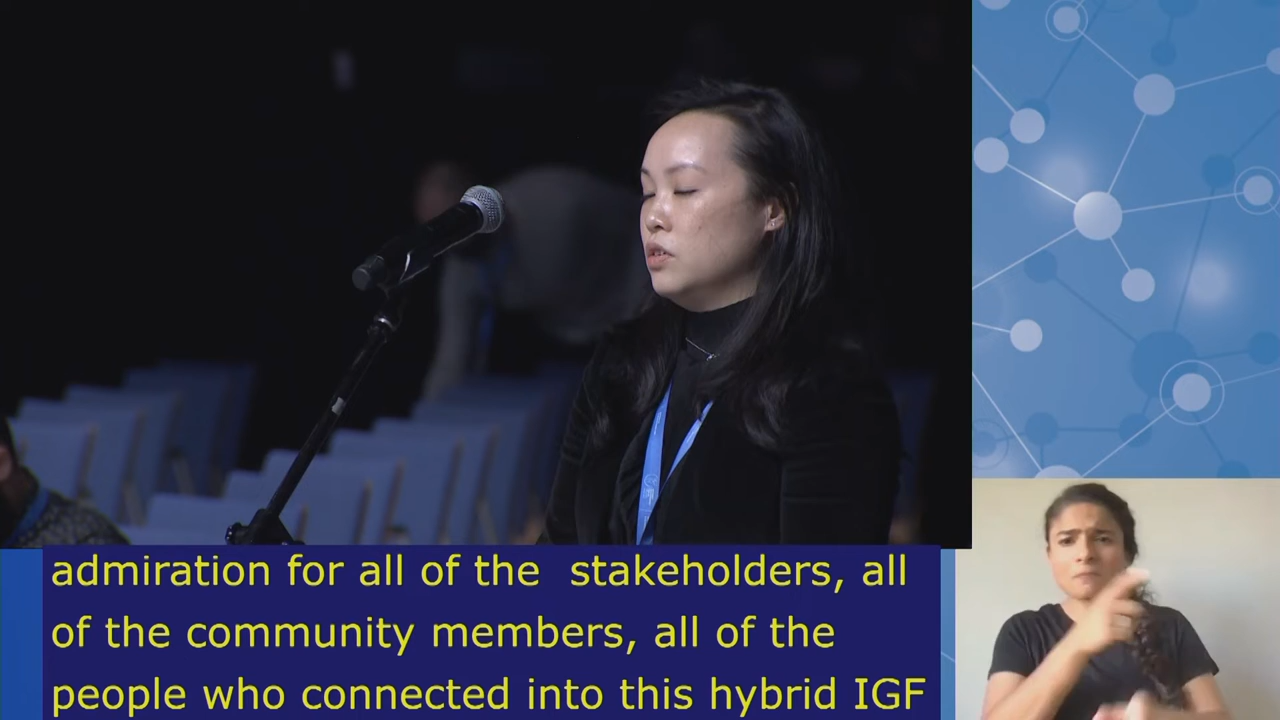 admiration for all of the  stakeholders, all
of the community members, all of the
people who connected into this hybrid IGF